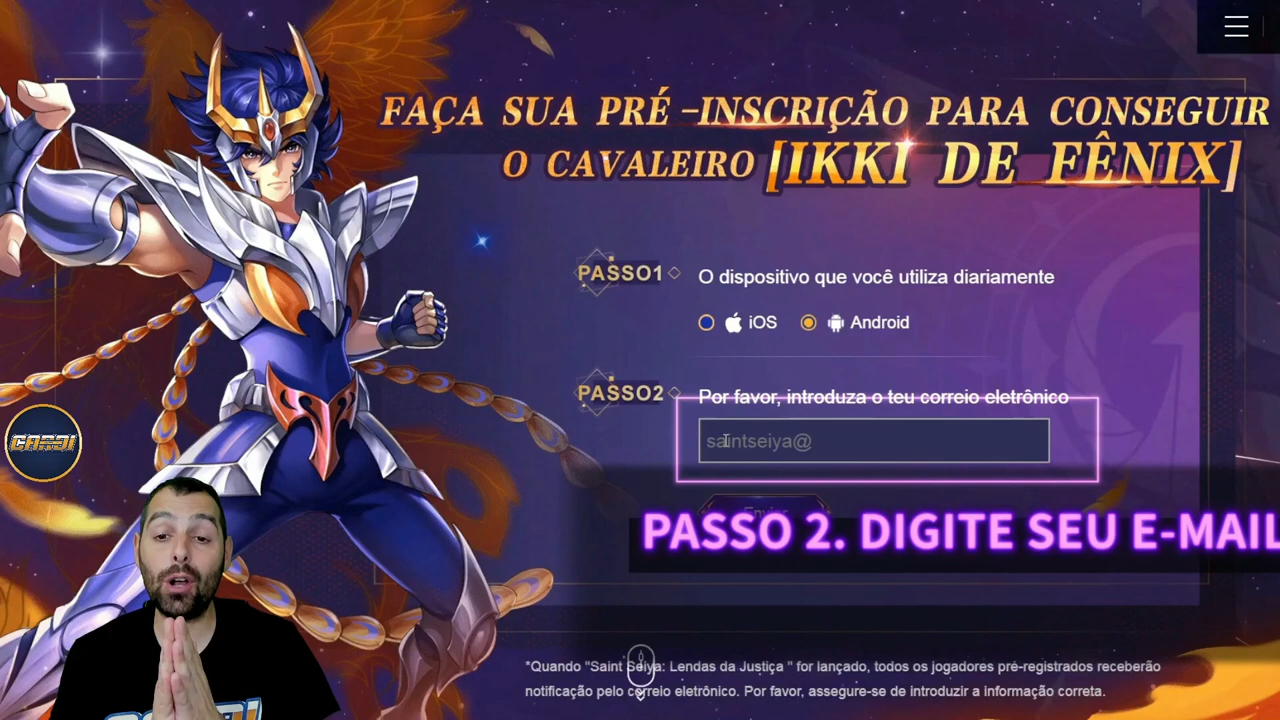 FAÇA SUA PRÉ-INSCRIÇÃO PARA CONSEGUIR
O CAVALEIRO [IKKI DE FÊNIX]
PASSO1
O dispositivo que você utiliza diariamente
iOS
Android
PASSO2
Por favor, introduza o teu correio eletrônico
saintseiya@
Enviar
PASSO 2. DIGITE SEU E-MAIL
*Quando "Saint Seiya: Lendas da Justiça " for lançado, todos os jogadores pré-registrados receberão
notificação pelo correio eletrônico. Por favor, assegure-se de introduzir a informação correta.